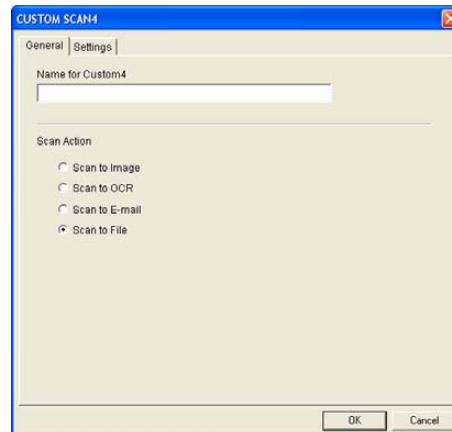 CUSTOM SCAN4
General Settings
Name for Custom4
Scan Action
Scan to Image
Scan to OCR
Scan to E-mail
Scan to File
OK Cancel